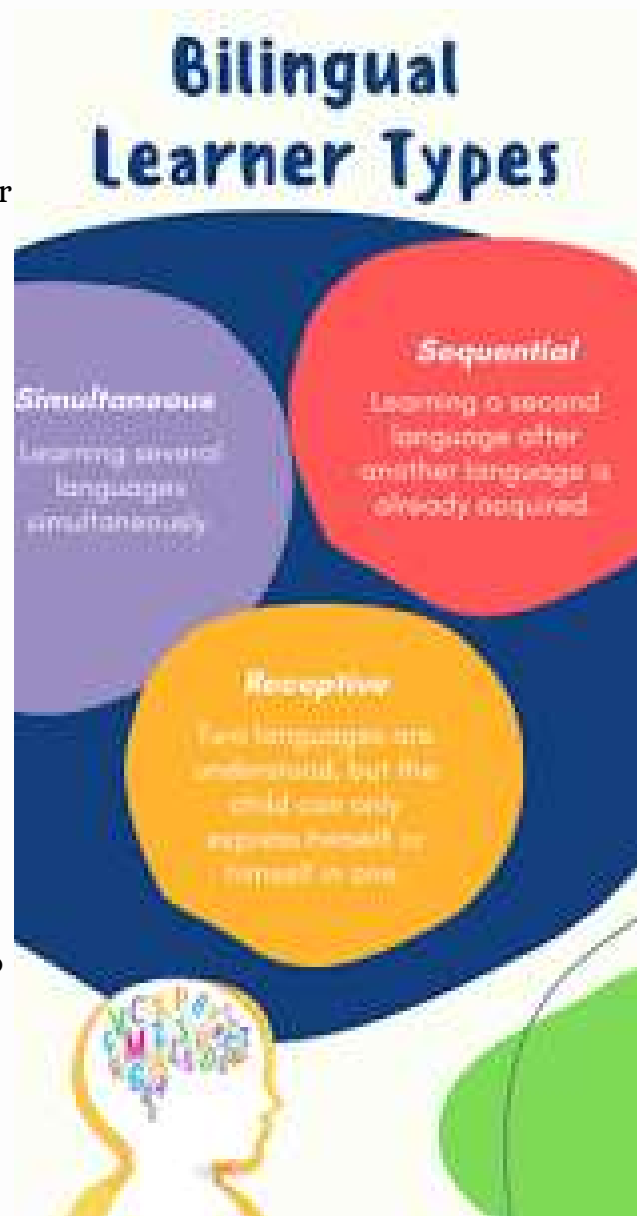 Bilingual
Learner Types
r
Sequential
Learning a second
language after
another language is
already acquired.
Simultaneous
Learning several
languages
simultaneously
Receptive
Two languages are
understood, but the
child can only
express herself or
himself in one